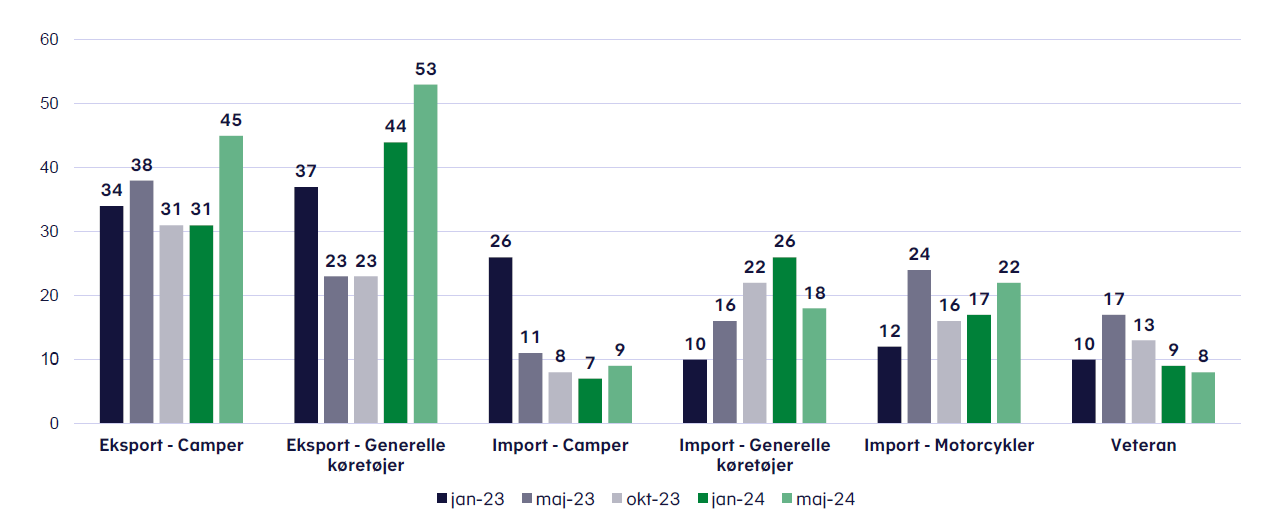 60
50
40
30
20
10
0
34 38 31 31 45
37 23 23 44 53
26 11 8 7 9
10 16 22 26 18
12 24 16 17 22
10 17 13 9 8
Eksport - Camper
Eksport - Generelle
køretøjer
Import - Camper
Import - Generelle
køretøjer
Import - Motorcykler
Veteran
jan-23 maj-23 okt-23 jan-24 maj-24